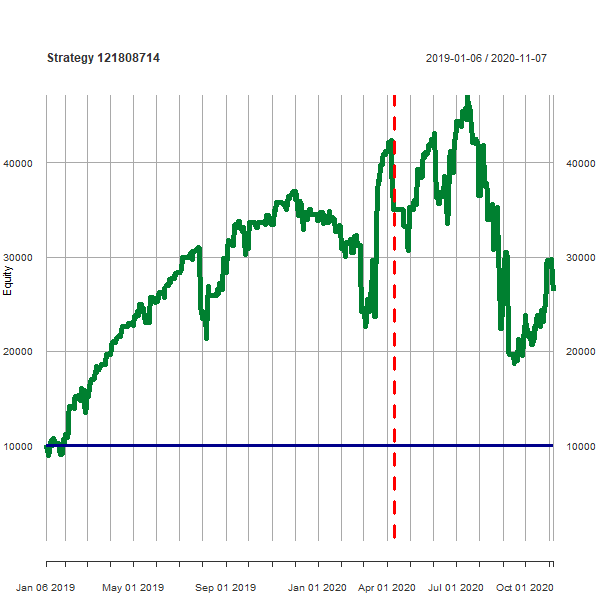 Strategy 121808714
2019-01-06 / 2020-11-07
40000
40000
30000
30000
Equity
20000
20000
10000
10000
Jan 06 2019
May 01 2019
Sep 01 2019
Jan 01 2020
Apr 01 2020
Jul 01 2020
Oct 01 2020